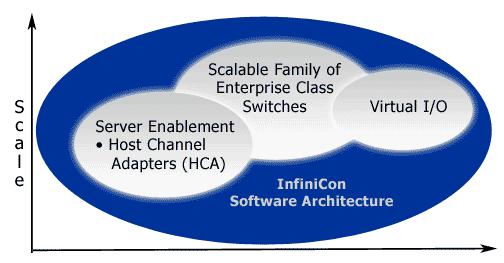 Scale
Scalable Family of
Enterprise Class
Switches
Virtual I/O
Server Enablement
• Host Channel
Adapters (HCA)
InfiniCon
Software Architecture